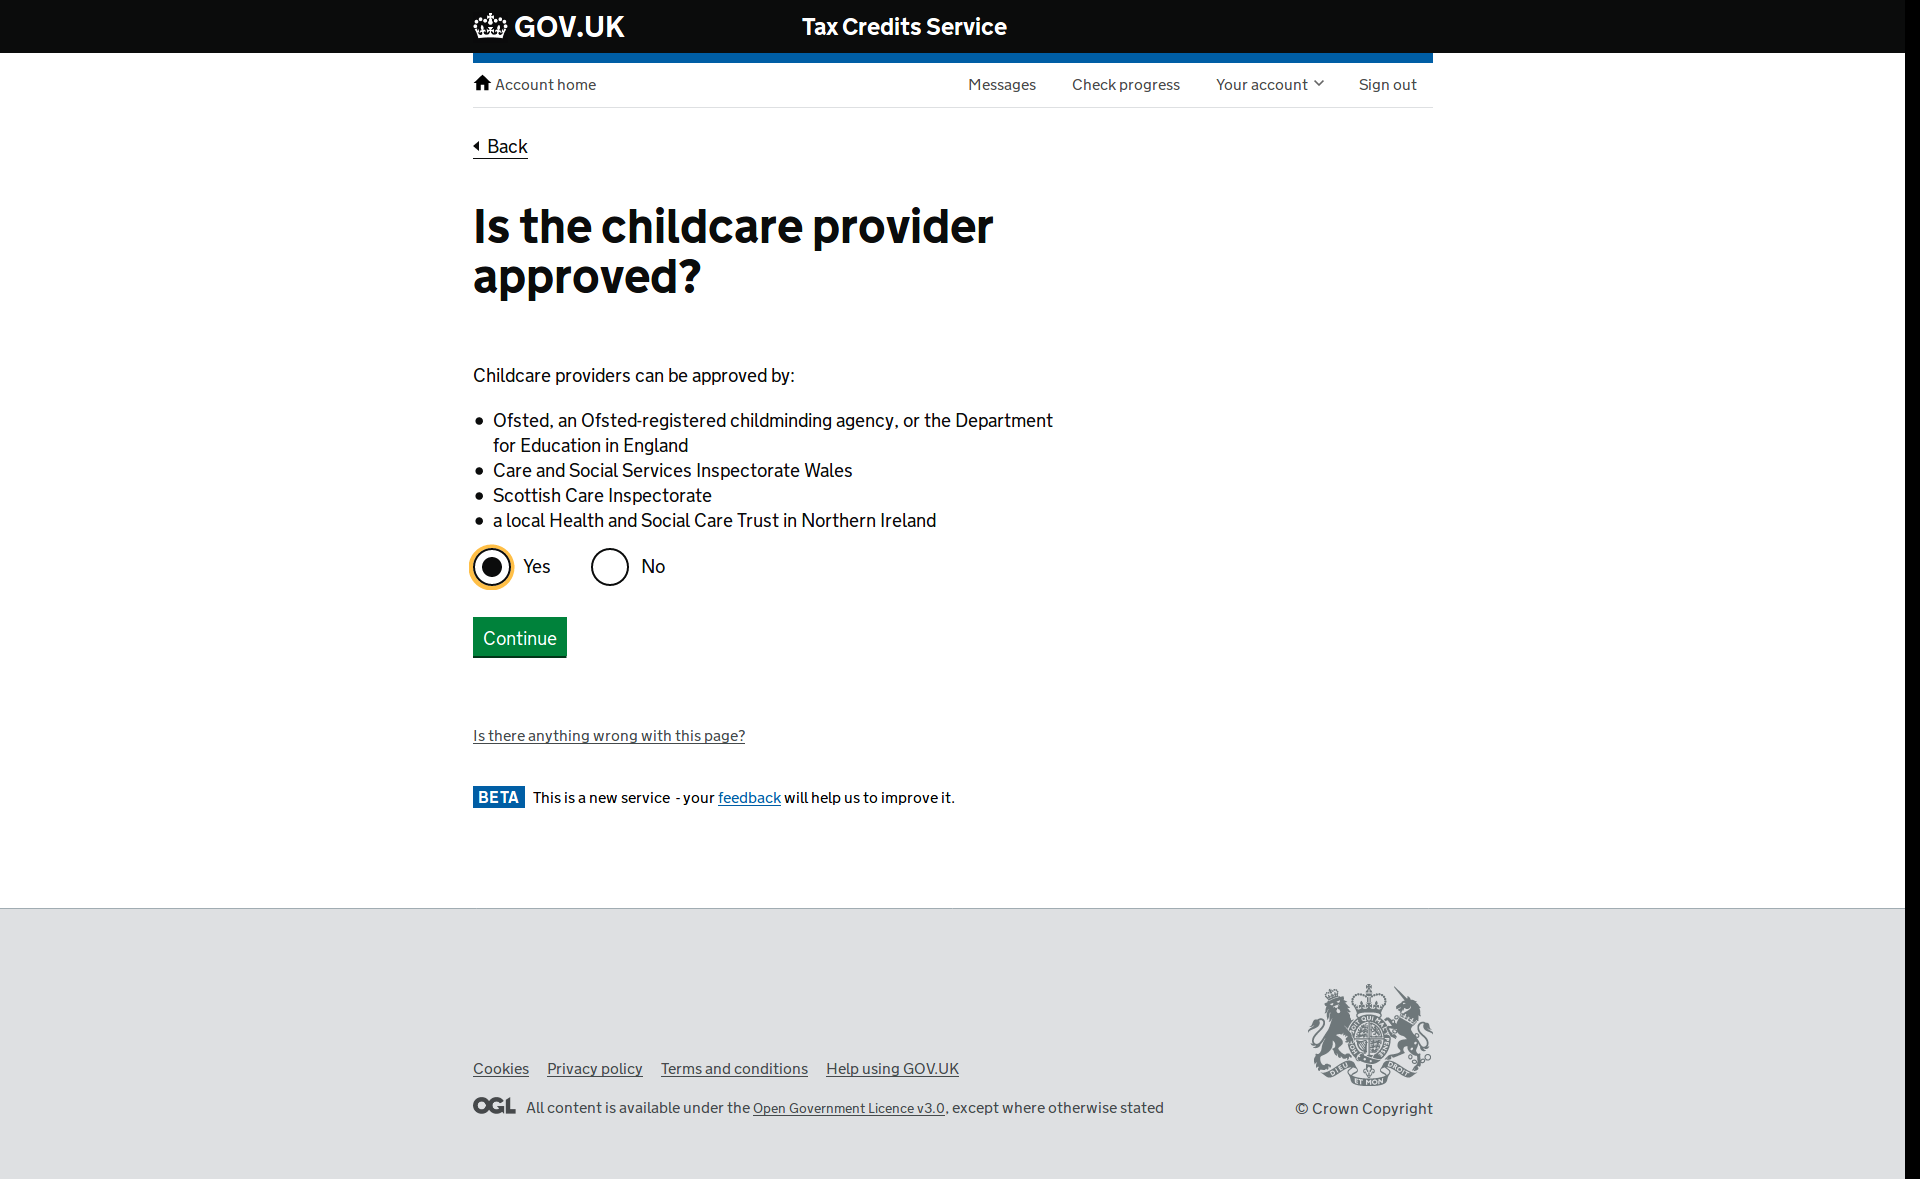 GOV.UK
Tax Credits Service
Account home
Messages
Check progress
Your account
Sign out
Back
Is the childcare provider
approved?
Childcare providers can be approved by:
• Ofsted, an Ofsted-registered childminding agency, or the Department
for Education in England
• Care and Social Services Inspectorate Wales
• Scottish Care Inspectorate
• a local Health and Social Care Trust in Northern Ireland
Yes
No
Continue
Is there anything wrong with this page?
BETA This is a new service - your feedback will help us to improve it.
Cookies
Privacy policy
Terms and conditions
Help using GOV.UK
OGL All content is available under the Open Government Licence v3.0, except where otherwise stated
DIEU ET MON DROIT
© Crown Copyright